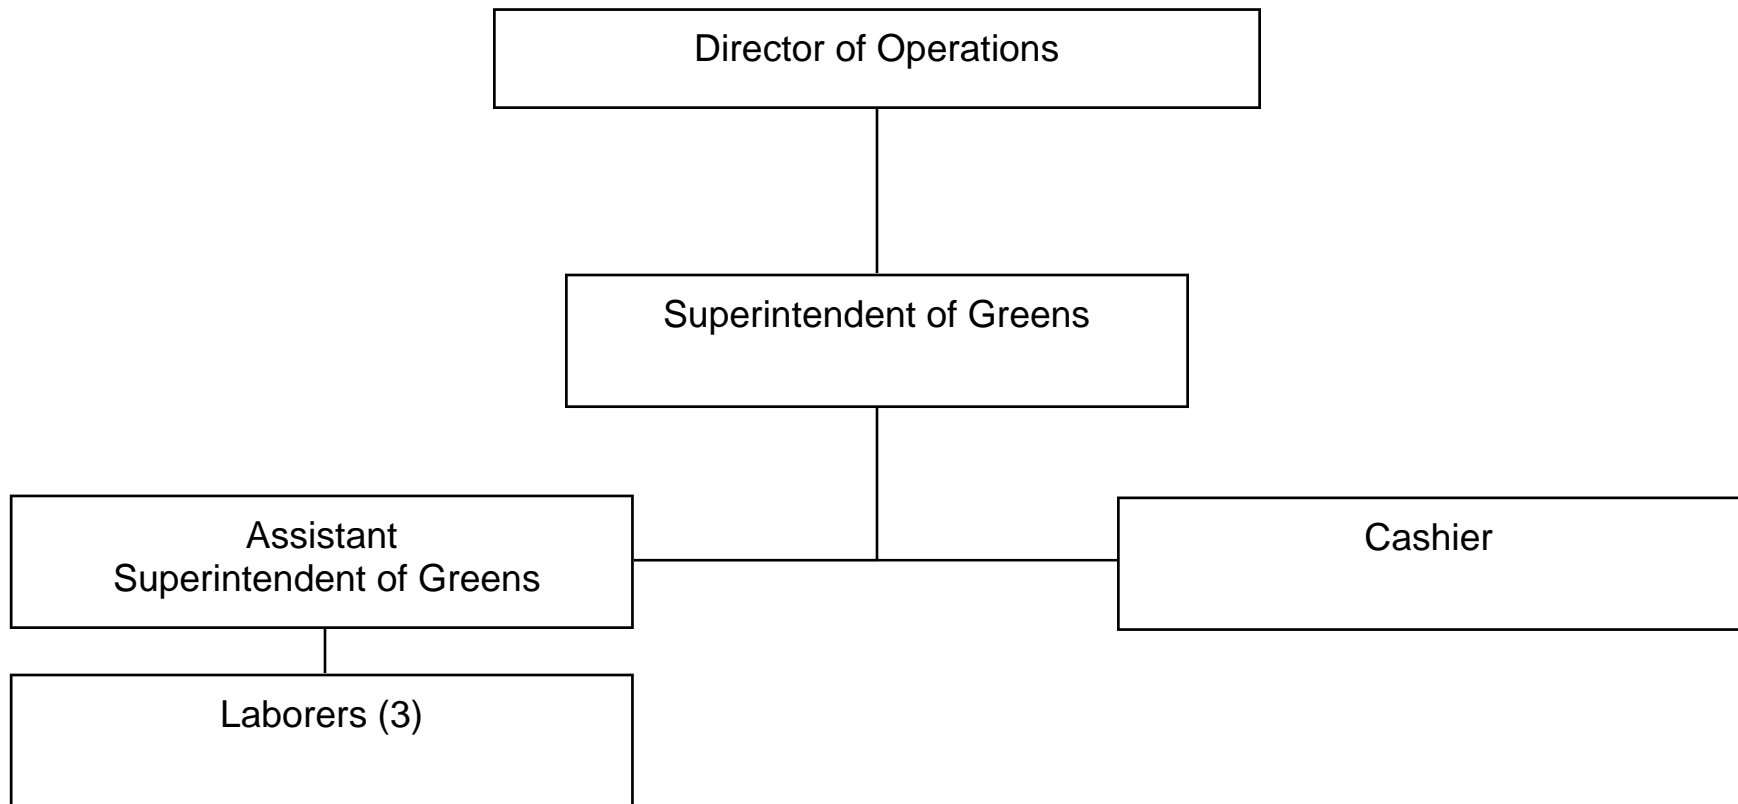 Director of Operations
Superintendent of Greens
Assistant
Superintendent of Greens
Cashier
Laborers (3)